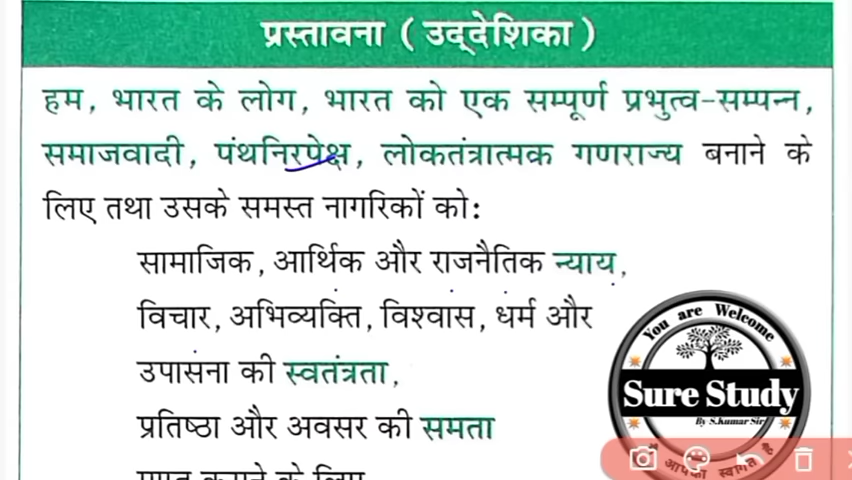 प्रस्तावना ( उद्देशिका )
हम, भारत के लोग, भारत को एक सम्पूर्ण प्रभुत्व-सम्पन्न,
समाजवादी, पंथनिरपेक्ष, लोकतंत्रात्मक गणराज्य बनाने के
लिए तथा उसके समस्त नागरिकों को:
सामाजिक, आर्थिक और राजनैतिक न्याय,
विचार, अभिव्यक्ति, विश्वास, धर्म और
उपासना की स्वतंत्रता,
प्रतिष्ठा और अवसर की समता
You are Welcome
Sure Study
By S.Kumar Sir
आपका स्वागत है